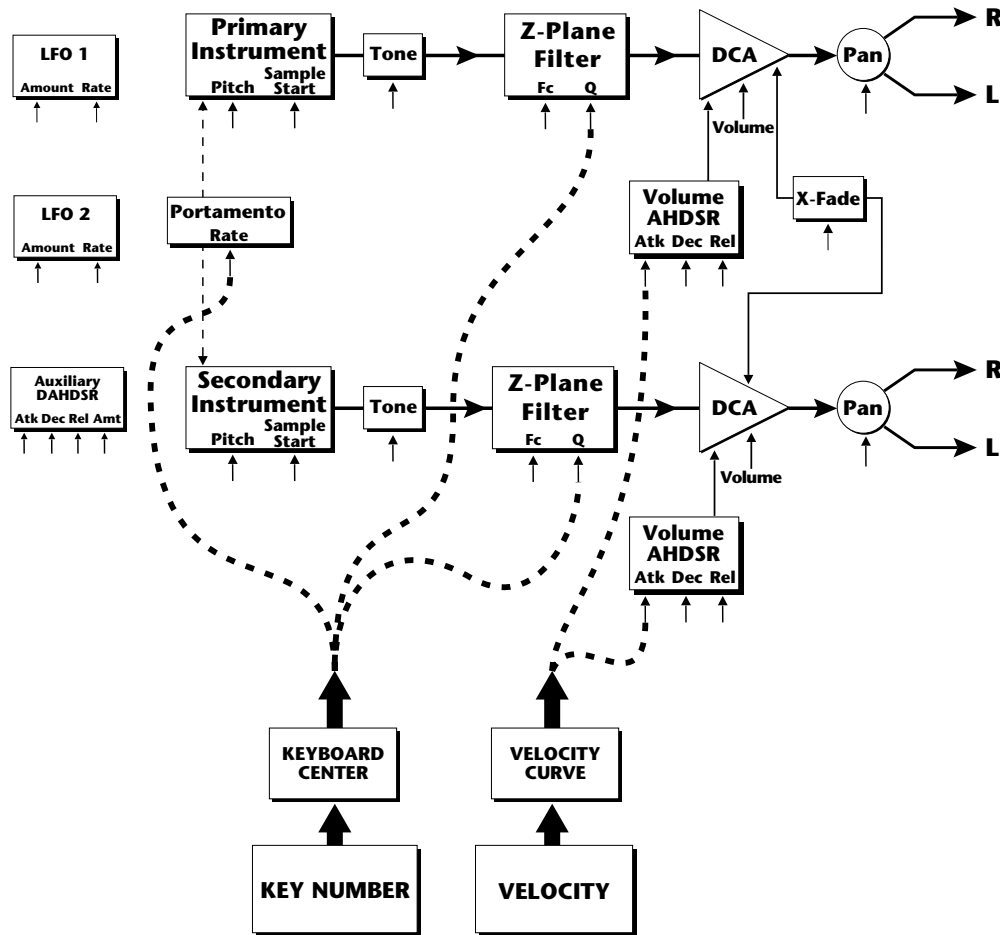 LFO 1
Amount Rate
Primary
Instrument
Pitch
Sample
Start
Tone
Z-Plane
Filter
Fc Q
DCA
Volume
Pan
R
L
LFO 2
Amount Rate
Portamento
Rate
Volume
AHDSR
Atk Dec Rel
X-Fade
Auxiliary
DAHDSR
Atk Dec Rel Amt
Secondary
Instrument
Pitch
Sample
Start
Tone
Z-Plane
Filter
Fc Q
DCA
Volume
Pan
R
L
Volume
AHDSR
Atk Dec Rel
KEYBOARD
CENTER
VELOCITY
CURVE
KEY NUMBER
VELOCITY